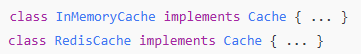 class InMemoryCache implements Cache { ... }
class RedisCache implements Cache { ... }